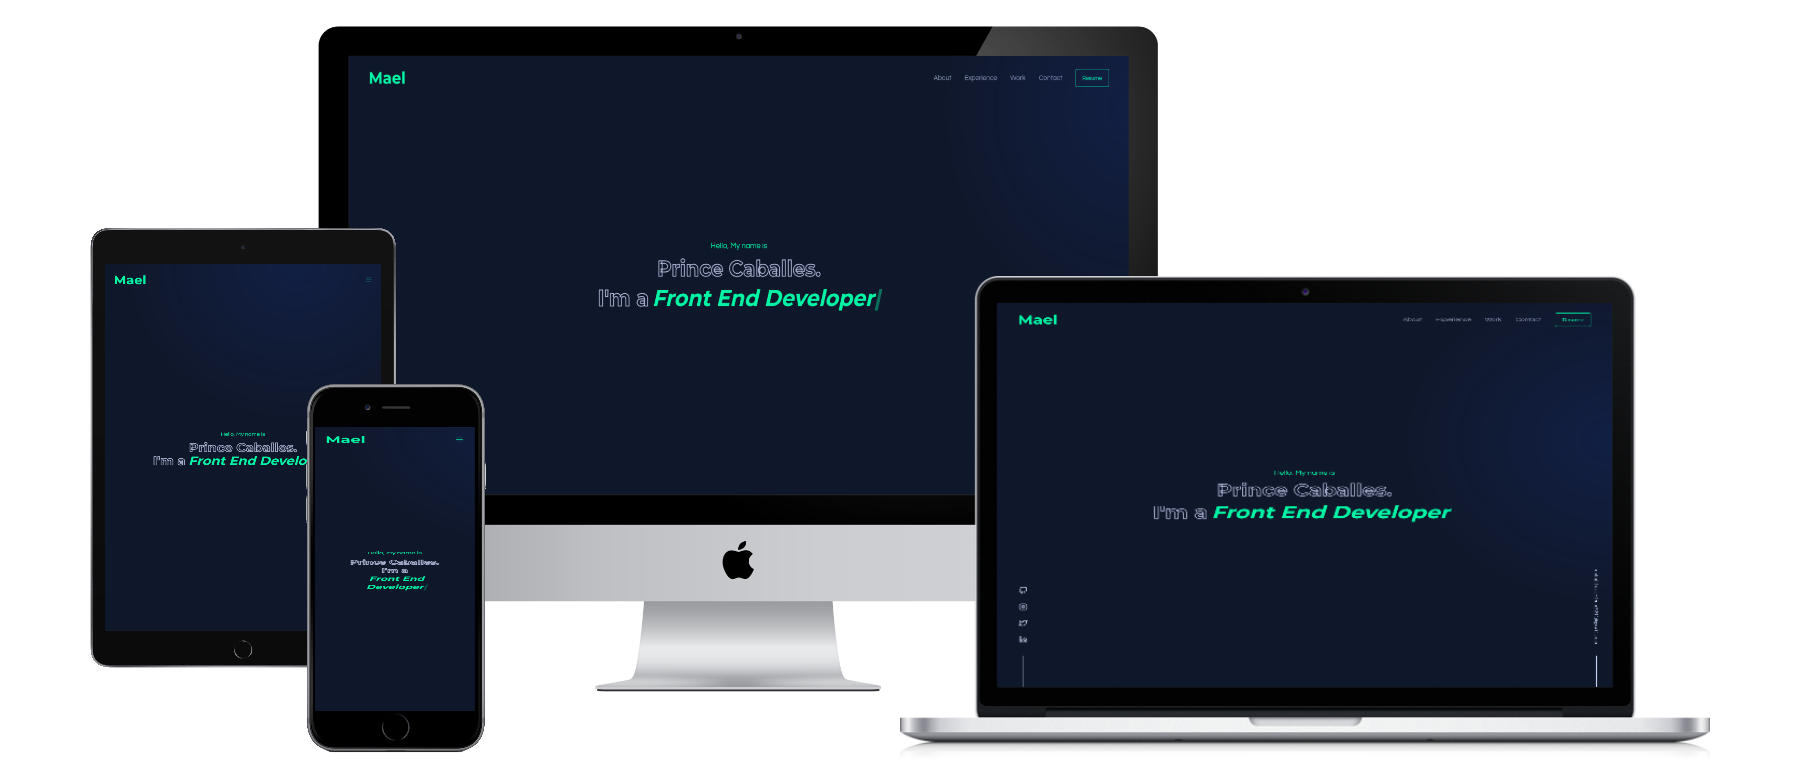 Mael
About Experience Work Contact Resume
Hello, My name is
Prince Caballes.
I'm a Front End Developer
Mael
Hello, My name is
Prince Caballes.
I'm a Front End Develo
Mael
Hello, my name is
Prince Caballes.
I'm a
Front End
Developer
Mael
About Experience Work Contact Resume
Hello, My name is
Prince Caballes.
I'm a Front End Developer